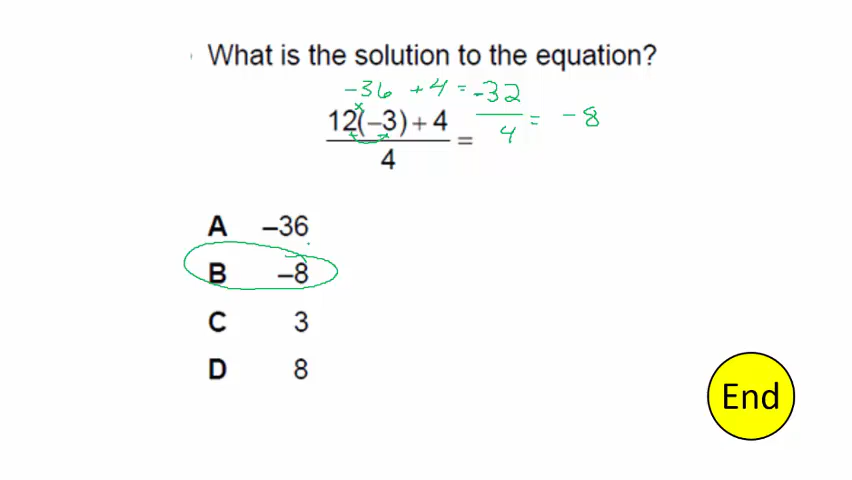 What is the solution to the equation?
-36 +4 = -32
12(−3) + 4
4
=
4
= -8
A −36
B −8
C 3
D 8
End